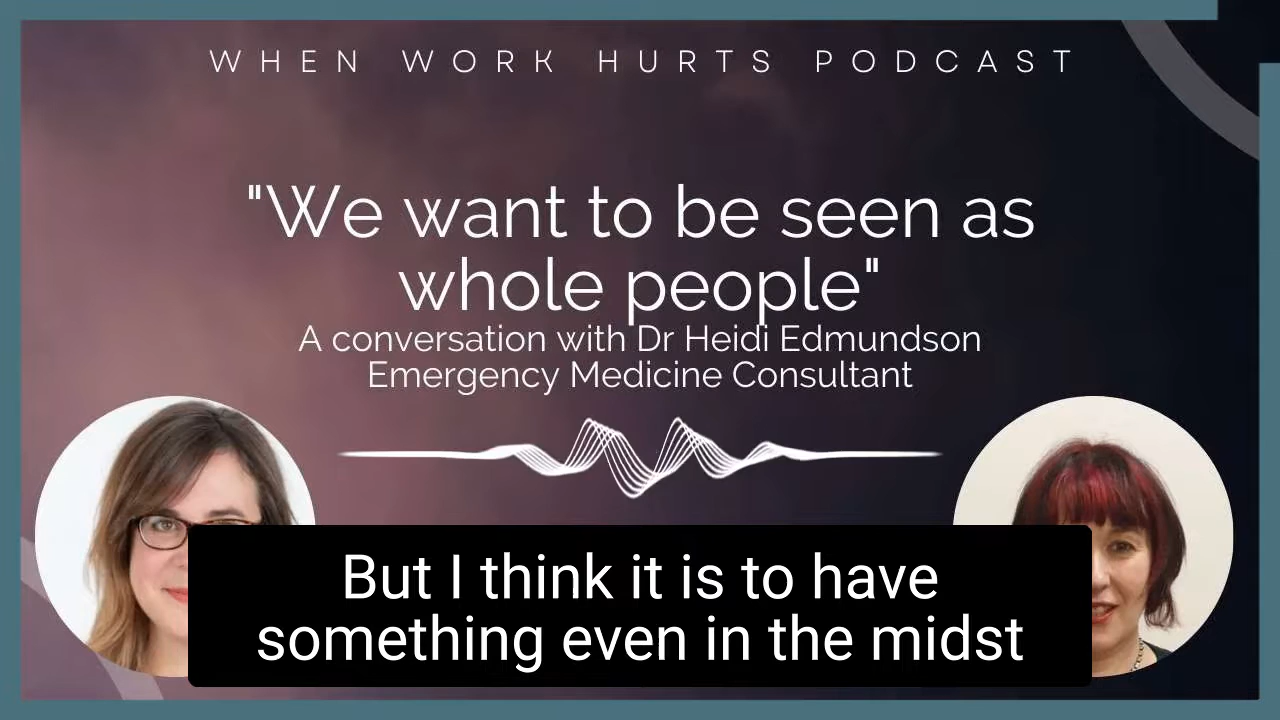 WHEN WORK HURTS PODCAST
"We want to be seen as
whole people"
A conversation with Dr Heidi Edmundson
Emergency Medicine Consultant
But I think it is to have
something even in the midst